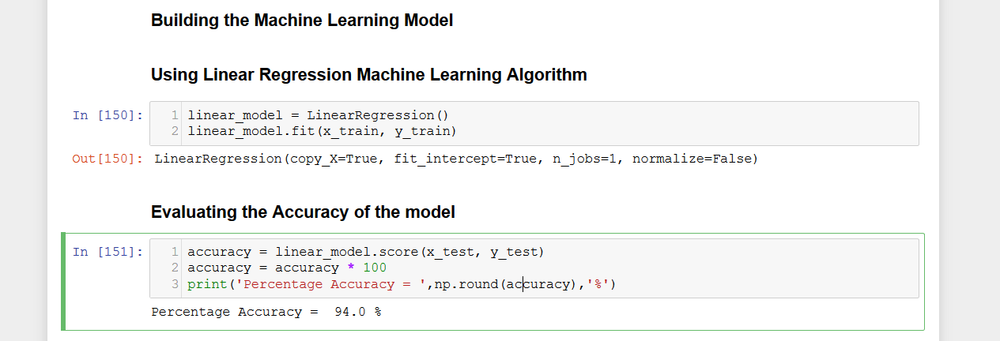 Building the Machine Learning Model
Using Linear Regression Machine Learning Algorithm
In [150]:
1 linear_model = LinearRegression()
2 linear_model.fit(x_train, y_train)
Out[150]: LinearRegression(copy_X=True, fit_intercept=True, n_jobs=1, normalize=False)
Evaluating the Accuracy of the model
In [151]:
1 accuracy = linear_model.score(x_test, y_test)
2 accuracy = accuracy * 100
3 print('Percentage Accuracy = ',np.round(accuracy),'%')
Percentage Accuracy =  94.0 %